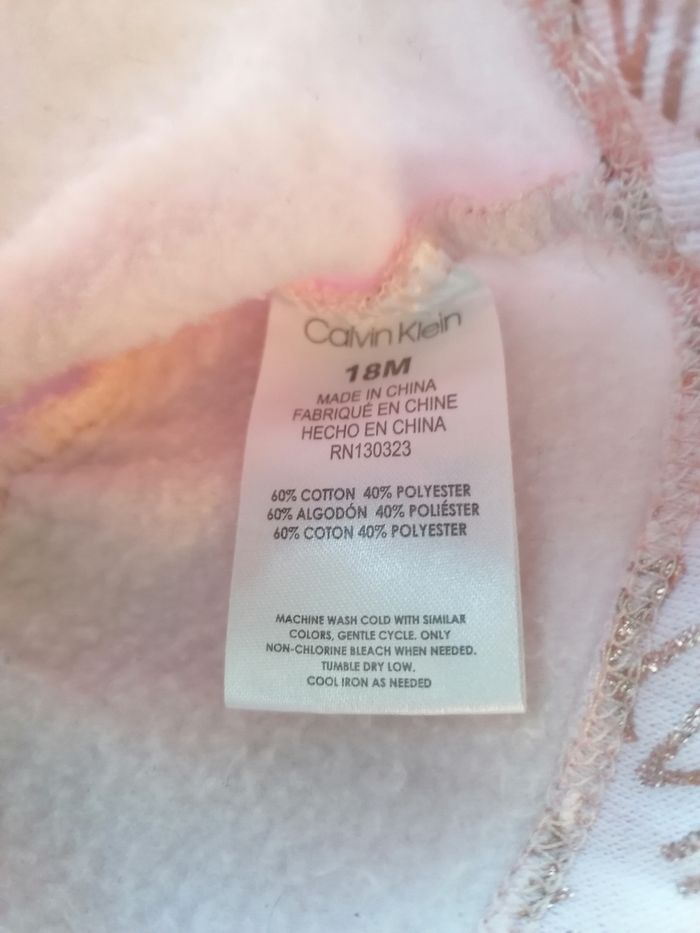 Calvin Klein
18M
MADE IN CHINA
FABRIQUÉ EN CHINE
HECHO EN CHINA
RN130323
60% COTTON 40% POLYESTER
60% ALGODÓN 40% POLIÉSTER
60% COTON 40% POLYESTER
MACHINE WASH COLD WITH SIMILAR
COLORS, GENTLE CYCLE. ONLY
NON-CHLORINE BLEACH WHEN NEEDED.
TUMBLE DRY LOW.
COOL IRON AS NEEDED